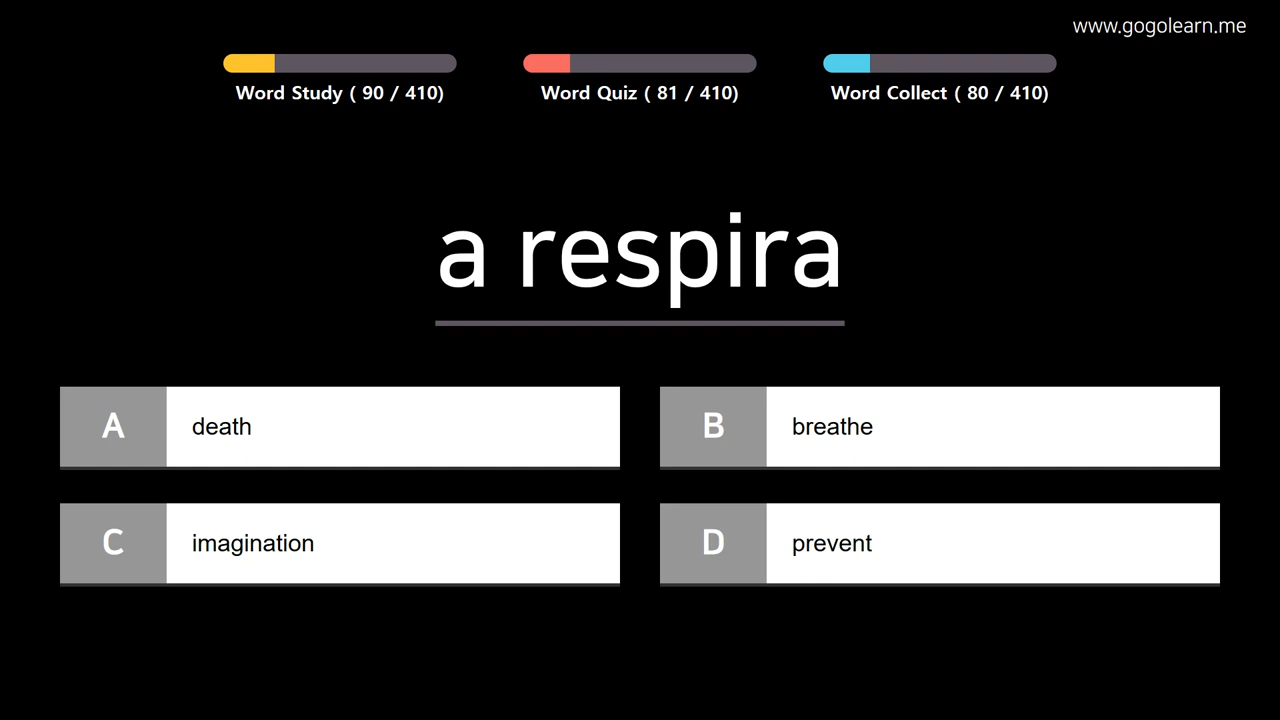 www.gogolearn.me
Word Study ( 90 / 410)
Word Quiz ( 81 / 410)
Word Collect ( 80 / 410)
a respira
A death
B breathe
C imagination
D prevent